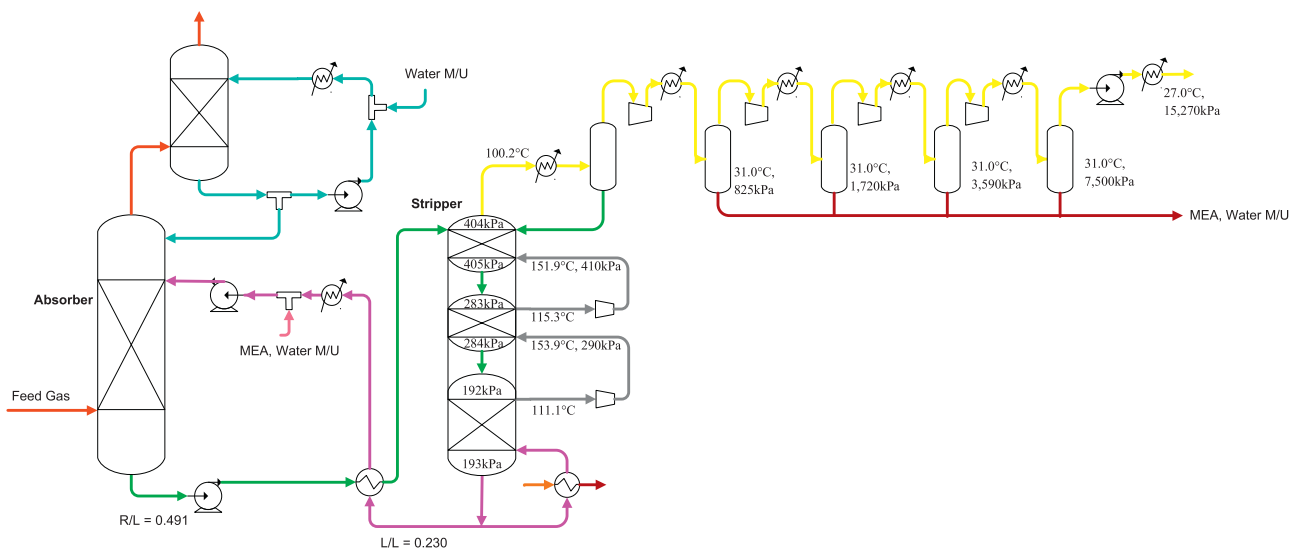 Water M/U
27.0°C,
15,270kPa
100.2°C
31.0°C,
825kPa
31.0°C,
1,720kPa
31.0°C,
3,590kPa
31.0°C,
7,500kPa
Stripper
MEA, Water M/U
404kPa
405kPa
151.9°C, 410kPa
Absorber
283kPa
115.3°C
284kPa
153.9°C, 290kPa
MEA, Water M/U
192kPa
111.1°C
Feed Gas
193kPa
R/L = 0.491
L/L = 0.230